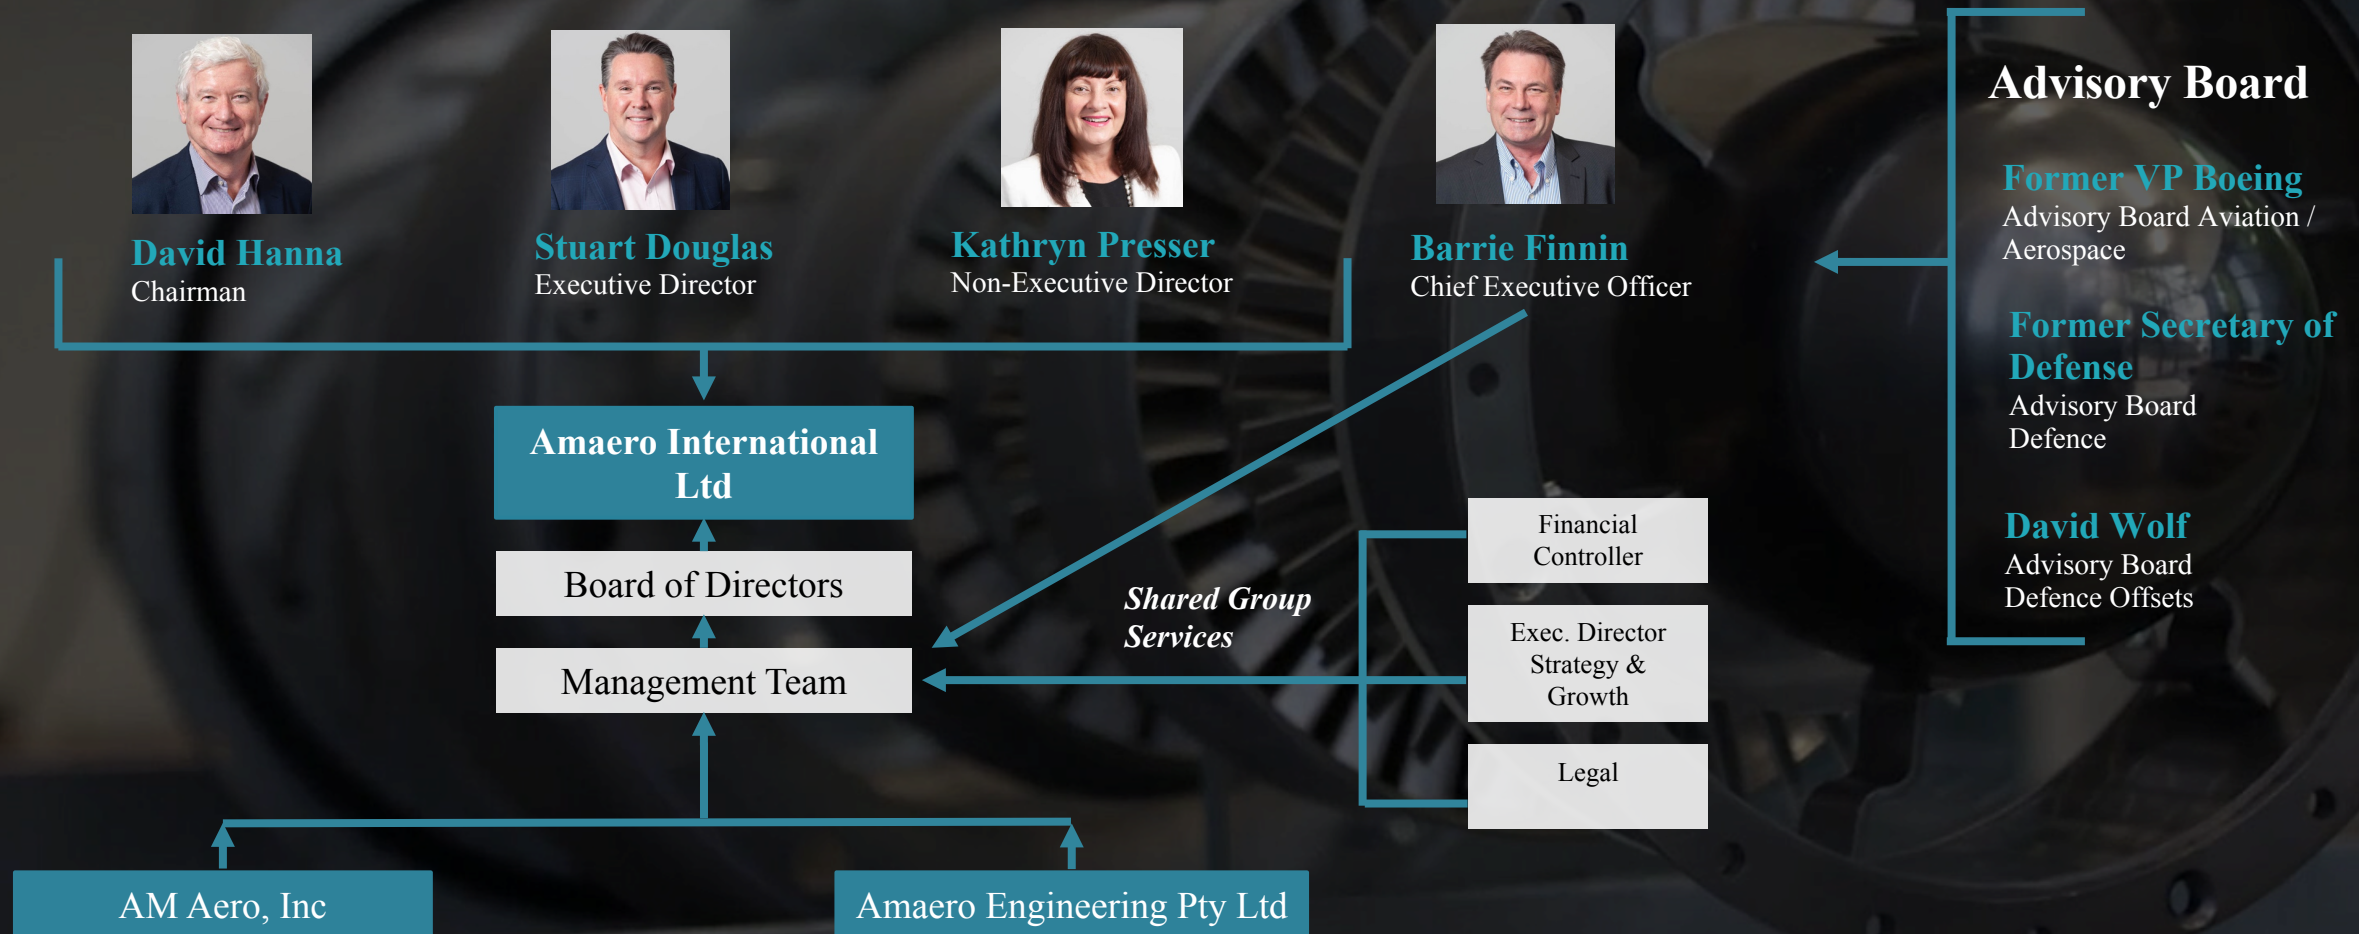 David Hanna
Chairman
Stuart Douglas
Executive Director
Kathryn Presser
Non-Executive Director
Barrie Finnin
Chief Executive Officer
Advisory Board
Former VP Boeing
Advisory Board Aviation /
Aerospace
Former Secretary of
Defense
Advisory Board
Defence
David Wolf
Advisory Board
Defence Offsets
Amaero International
Ltd
Board of Directors
Management Team
Shared Group
Services
Financial
Controller
Exec. Director
Strategy &
Growth
Legal
AM Aero, Inc
Amaero Engineering Pty Ltd